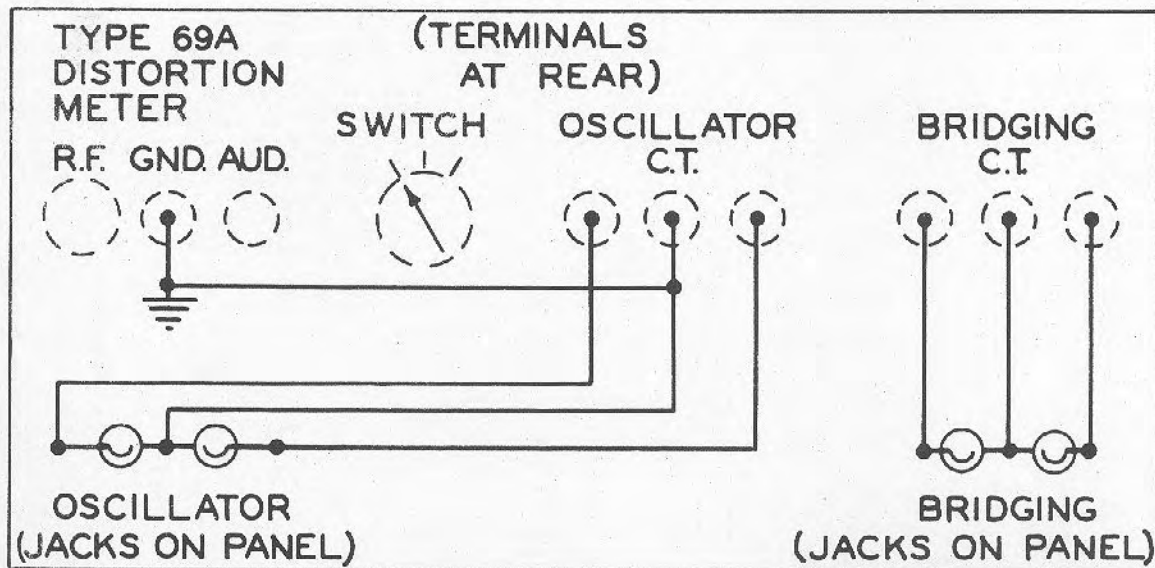 TYPE 69A
DISTORTION
METER
(TERMINALS
AT REAR)
R.F. GND. AUD.
SWITCH
OSCILLATOR
C.T.
BRIDGING
C.T.
OSCILLATOR
(JACKS ON PANEL)
BRIDGING
(JACKS ON PANEL)